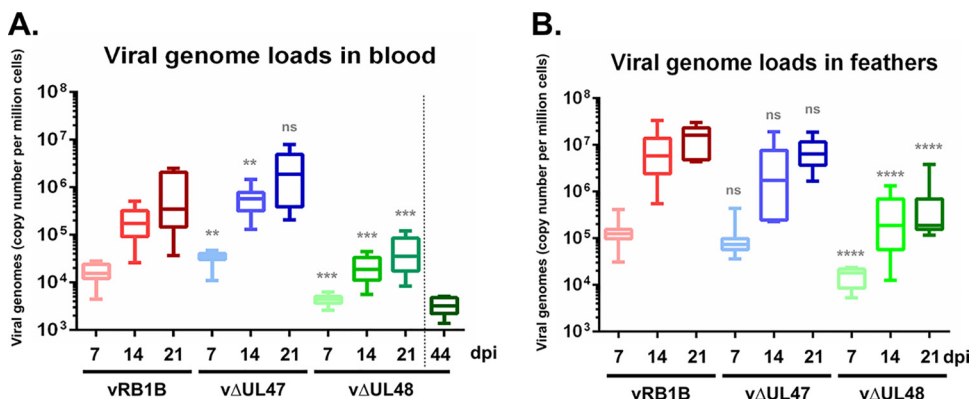 A.
Viral genome loads in blood
Viral genomes (copy number per million cells)
10⁸
10⁷
10⁶
10⁵
10⁴
10³
** ** ns *** *** ***
7 14 21 7 14 21 7 14 21 44 dpi
vRB1B vΔUL47 vΔUL48
B.
Viral genome loads in feathers
Viral genomes (copy number per million cells)
10⁸
10⁷
10⁶
10⁵
10⁴
10³
ns ns ns **** **** ****
7 14 21 7 14 21 7 14 21 dpi
vRB1B vΔUL47 vΔUL48